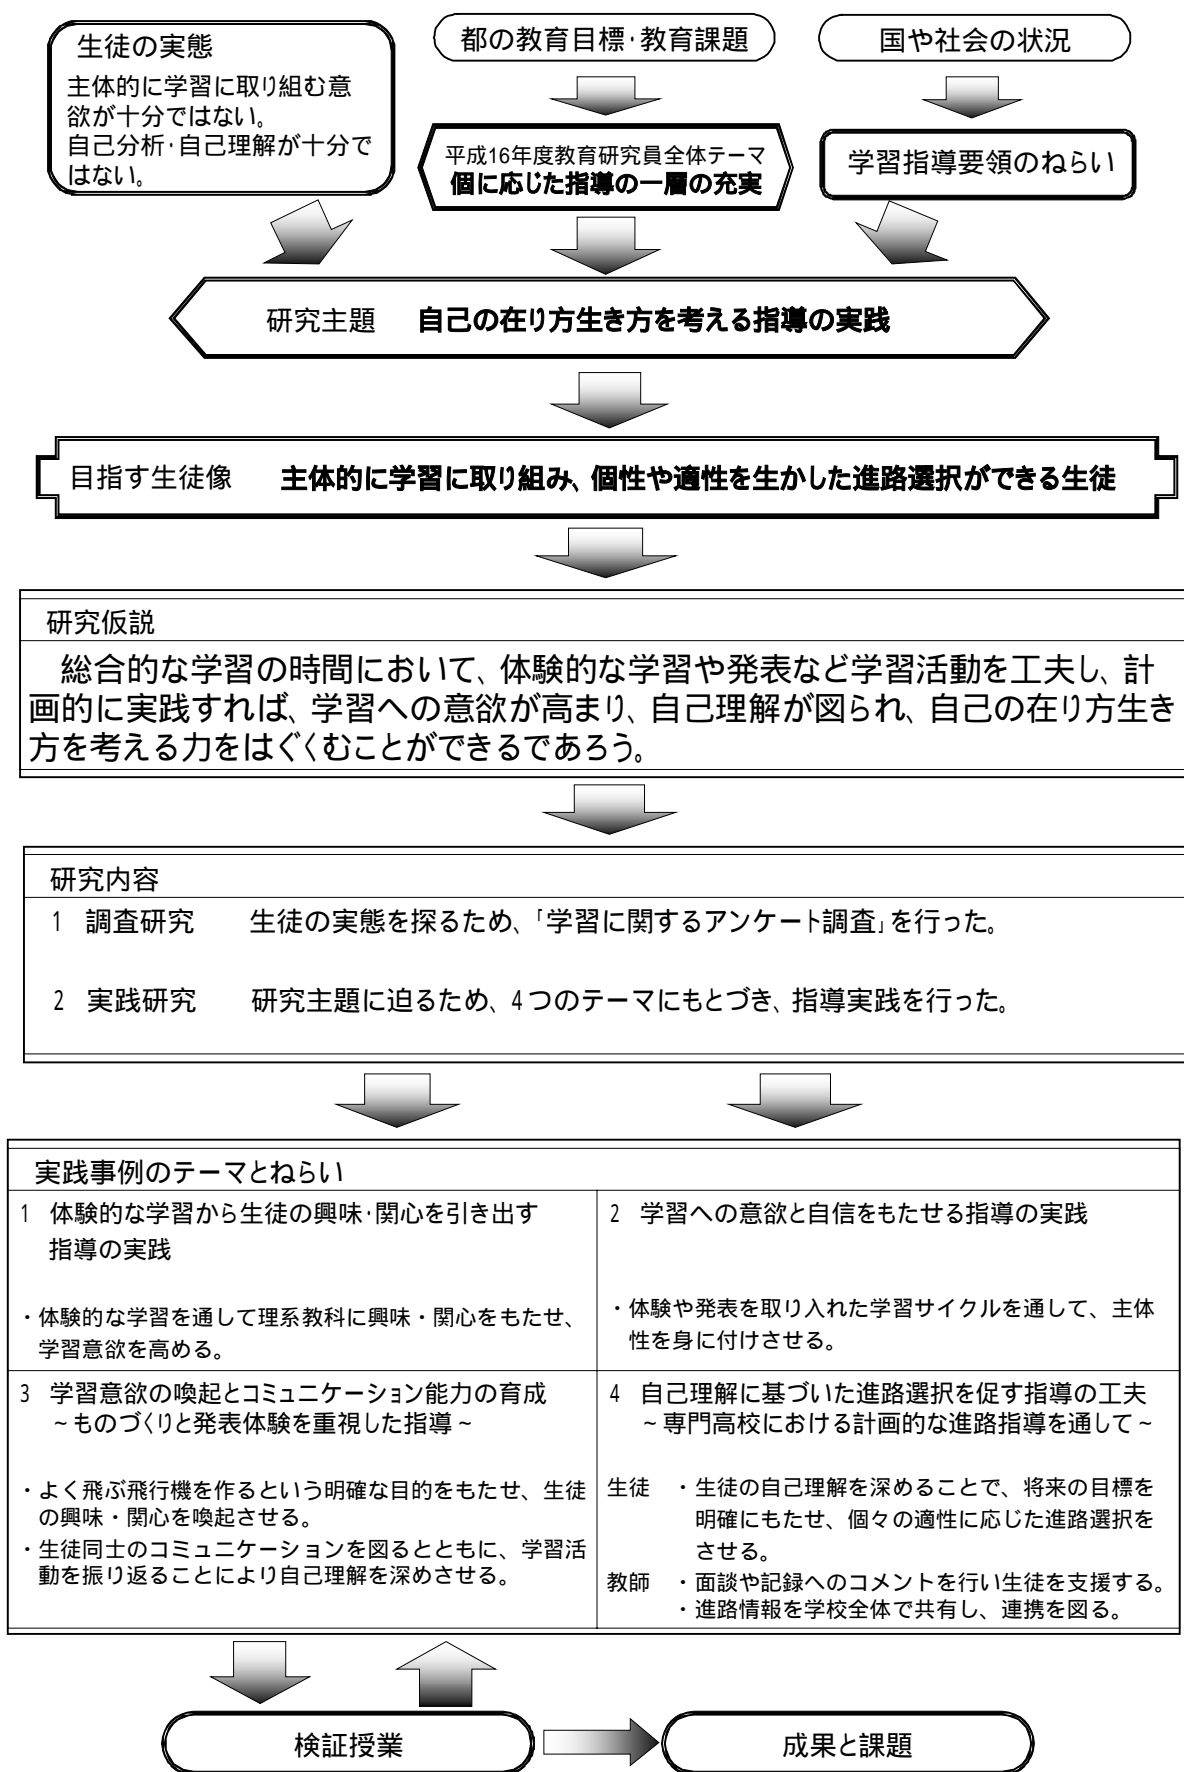 生徒の実態
主体的に学習に取り組む意
欲が十分ではない。
自己分析・自己理解が十分で
はない。
都の教育目標・教育課題
国や社会の状況
平成16年度教育研究員全体テーマ
個に応じた指導の一層の充実
学習指導要領のねらい
研究主題　自己の在り方生き方を考える指導の実践
目指す生徒像　主体的に学習に取り組み、個性や適性を生かした進路選択ができる生徒
研究仮説
　総合的な学習の時間において、体験的な学習や発表など学習活動を工夫し、計
画的に実践すれば、学習への意欲が高まり、自己理解が図られ、自己の在り方生き
方を考える力をはぐくむことができるであろう。
研究内容
1　調査研究　生徒の実態を探るため、「学習に関するアンケート調査」を行った。
2　実践研究　研究主題に迫るため、4つのテーマにもとづき、指導実践を行った。
実践事例のテーマとねらい
1　体験的な学習から生徒の興味・関心を引き出す
指導の実践
・体験的な学習を通して理系教科に興味・関心をもたせ、
学習意欲を高める。
2　学習への意欲と自信をもたせる指導の実践
・体験や発表を取り入れた学習サイクルを通して、主体
性を身に付けさせる。
3　学習意欲の喚起とコミュニケーション能力の育成
~ものづくりと発表体験を重視した指導~
・よく飛ぶ飛行機を作るという明確な目的をもたせ、生徒
の興味・関心を喚起させる。
・生徒同士のコミュニケーションを図るとともに、学習活
動を振り返ることにより自己理解を深めさせる。
4　自己理解に基づいた進路選択を促す指導の工夫
~専門高校における計画的な進路指導を通して~
生徒　・生徒の自己理解を深めることで、将来の目標を
明確にもたせ、個々の適性に応じた進路選択を
させる。
教師　・面談や記録へのコメントを行い生徒を支援する。
・進路情報を学校全体で共有し、連携を図る。
検証授業
成果と課題